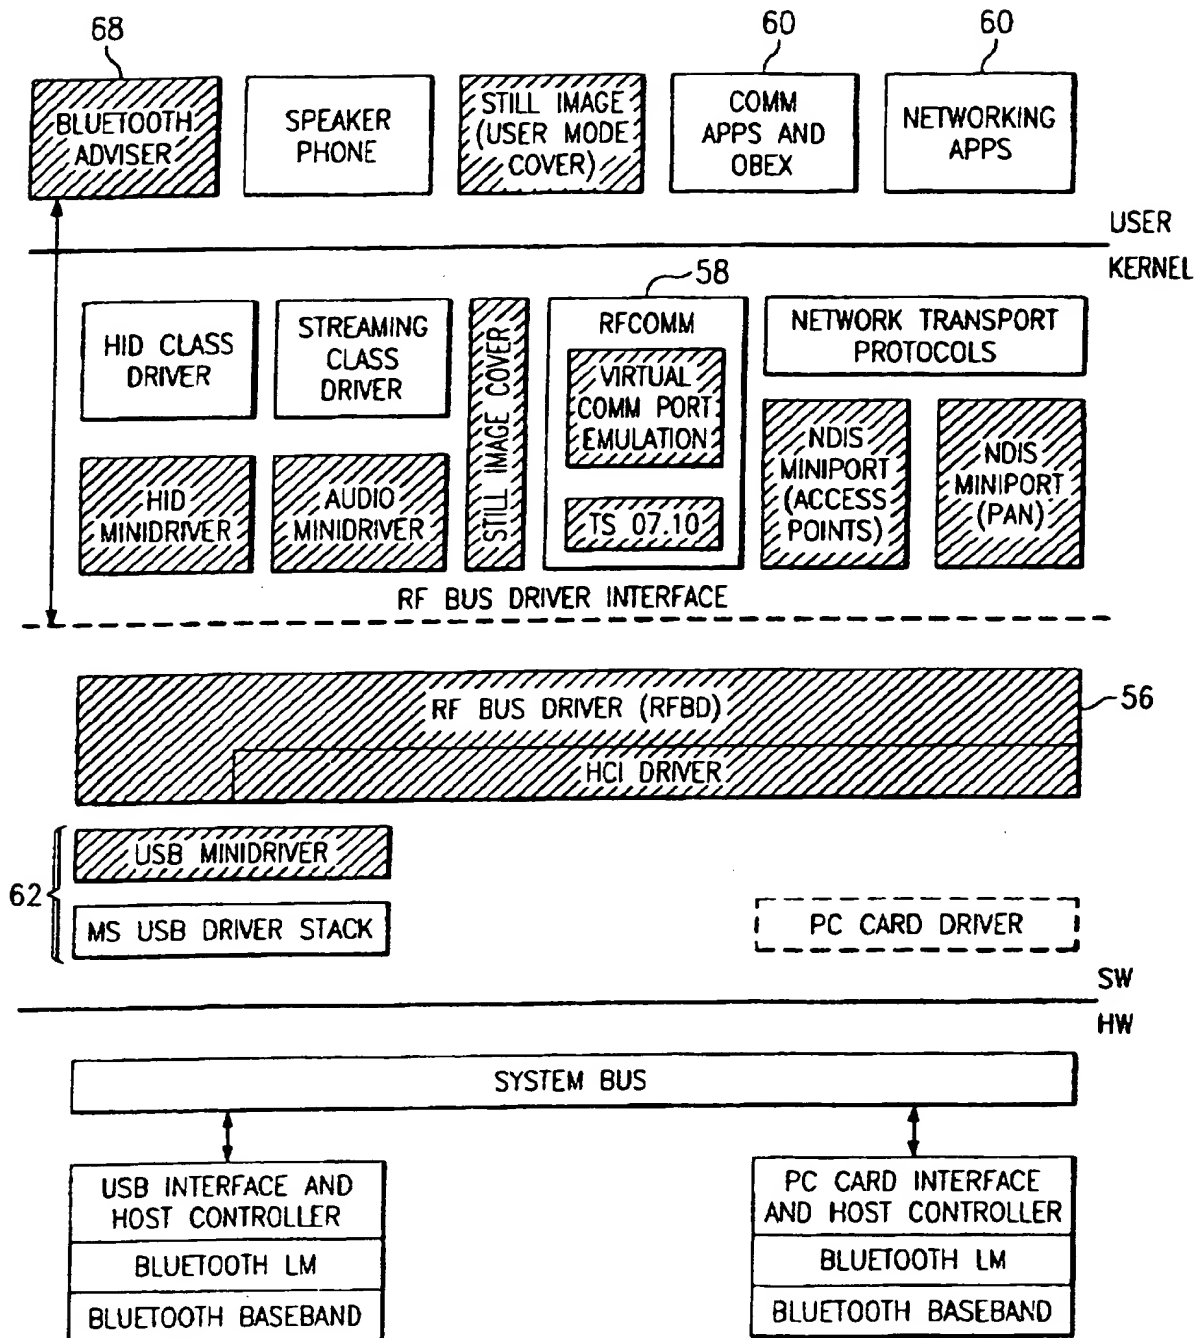 68
60
60
BLUETOOTH
ADVISER
SPEAKER
PHONE
STILL IMAGE
(USER MODE
COVER)
COMM
APPS AND
OBEX
NETWORKING
APPS
USER
KERNEL
58
HID CLASS
DRIVER
STREAMING
CLASS
DRIVER
STILL IMAGE COVER
RFCOMM
VIRTUAL
COMM PORT
EMULATION
TS 07.10
NETWORK TRANSPORT
PROTOCOLS
HID
MINIDRIVER
AUDIO
MINIDRIVER
NDIS
MINIPORT
(ACCESS
POINTS)
NDIS
MINIPORT
(PAN)
RF BUS DRIVER INTERFACE
RF BUS DRIVER (RFBD)
56
HCI DRIVER
62
USB MINIDRIVER
MS USB DRIVER STACK
PC CARD DRIVER
SW
HW
SYSTEM BUS
USB INTERFACE AND
HOST CONTROLLER
BLUETOOTH LM
BLUETOOTH BASEBAND
PC CARD INTERFACE
AND HOST CONTROLLER
BLUETOOTH LM
BLUETOOTH BASEBAND